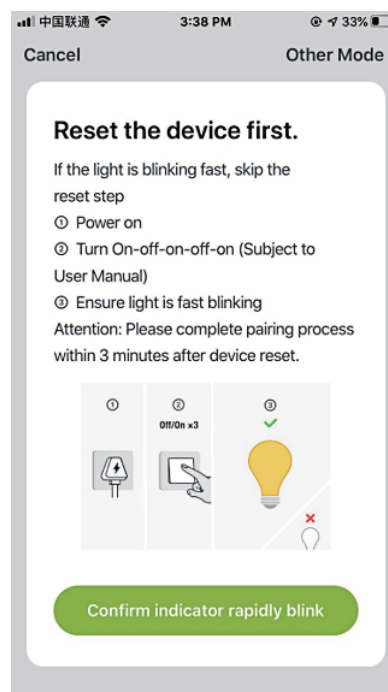 中国联通 3:38 PM 33%
Cancel Other Mode
Reset the device first.
If the light is blinking fast, skip the
reset step
① Power on
② Turn On-off-on-off-on (Subject to
User Manual)
③ Ensure light is fast blinking
Attention: Please complete pairing process
within 3 minutes after device reset.
① ② ③
Off/On ×3
Confirm indicator rapidly blink